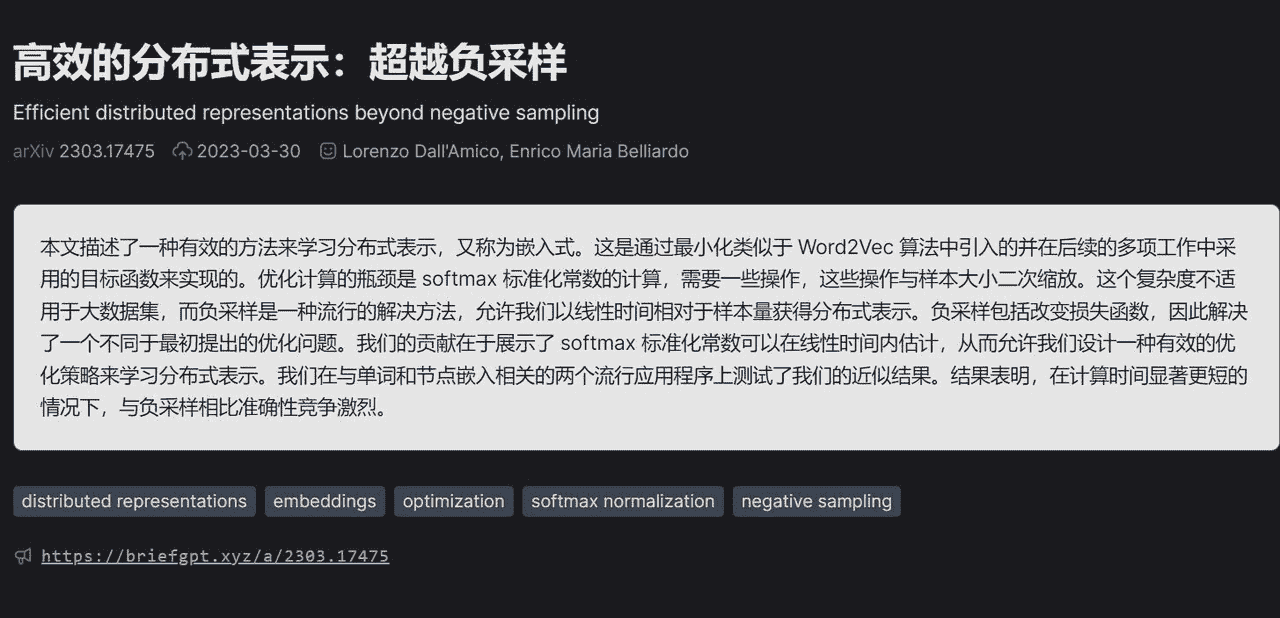 高效的分布式表示：超越负采样
Efficient distributed representations beyond negative sampling
arXiv 2303.17475 2023-03-30 Lorenzo Dall'Amico, Enrico Maria Belliardo
本文描述了一种有效的方法来学习分布式表示，又称为嵌入式。这是通过最小化类似于 Word2Vec 算法中引入的并在后续的多项工作中采
用的目标函数来实现的。优化计算的瓶颈是 softmax 标准化常数的计算，需要一些操作，这些操作与样本大小二次缩放。这个复杂度不适
用于大数据集，而负采样是一种流行的解决方法，允许我们以线性时间相对于样本量获得分布式表示。负采样包括改变损失函数，因此解决
了一个不同于最初提出的优化问题。我们的贡献在于展示了 softmax 标准化常数可以在线性时间内估计，从而允许我们设计一种有效的优
化策略来学习分布式表示。我们在与单词和节点嵌入相关的两个流行应用程序上测试了我们的近似结果。结果表明，在计算时间显著更短的
情况下，与负采样相比准确性竞争激烈。
distributed representations embeddings optimization softmax normalization negative sampling
https://briefgpt.xyz/a/2303.17475